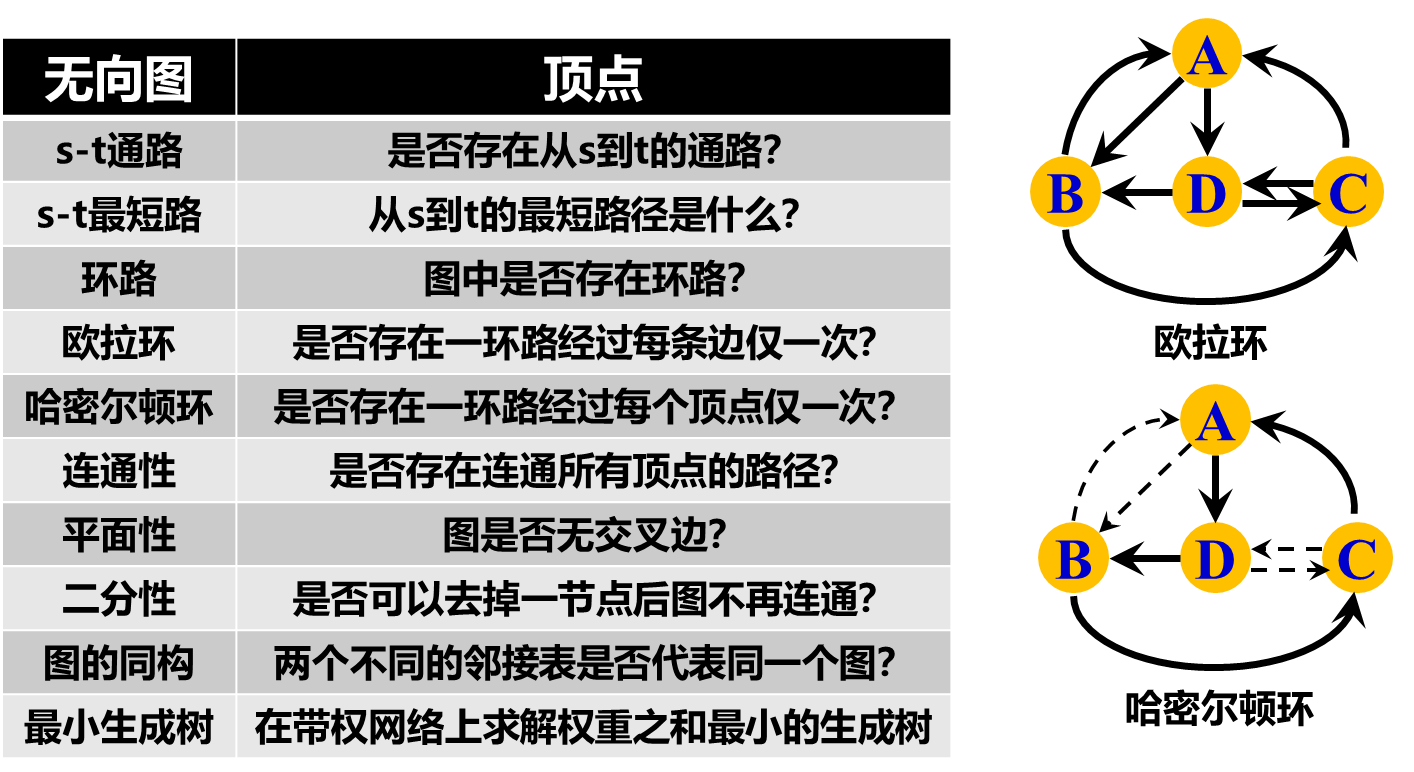 无向图 顶点
s-t通路 是否存在从s到t的通路？
s-t最短路 从s到t的最短路径是什么？
环路 图中是否存在环路？
欧拉环 是否存在一环路经过每条边仅一次？
哈密尔顿环 是否存在一环路经过每个顶点仅一次？
连通性 是否存在连通所有顶点的路径？
平面性 图是否无交叉边？
二分性 是否可以去掉一节点后图不再连通？
图的同构 两个不同的邻接表是否代表同一个图？
最小生成树 在带权网络上求解权重之和最小的生成树
A
B D C
欧拉环
A
B D C
哈密尔顿环